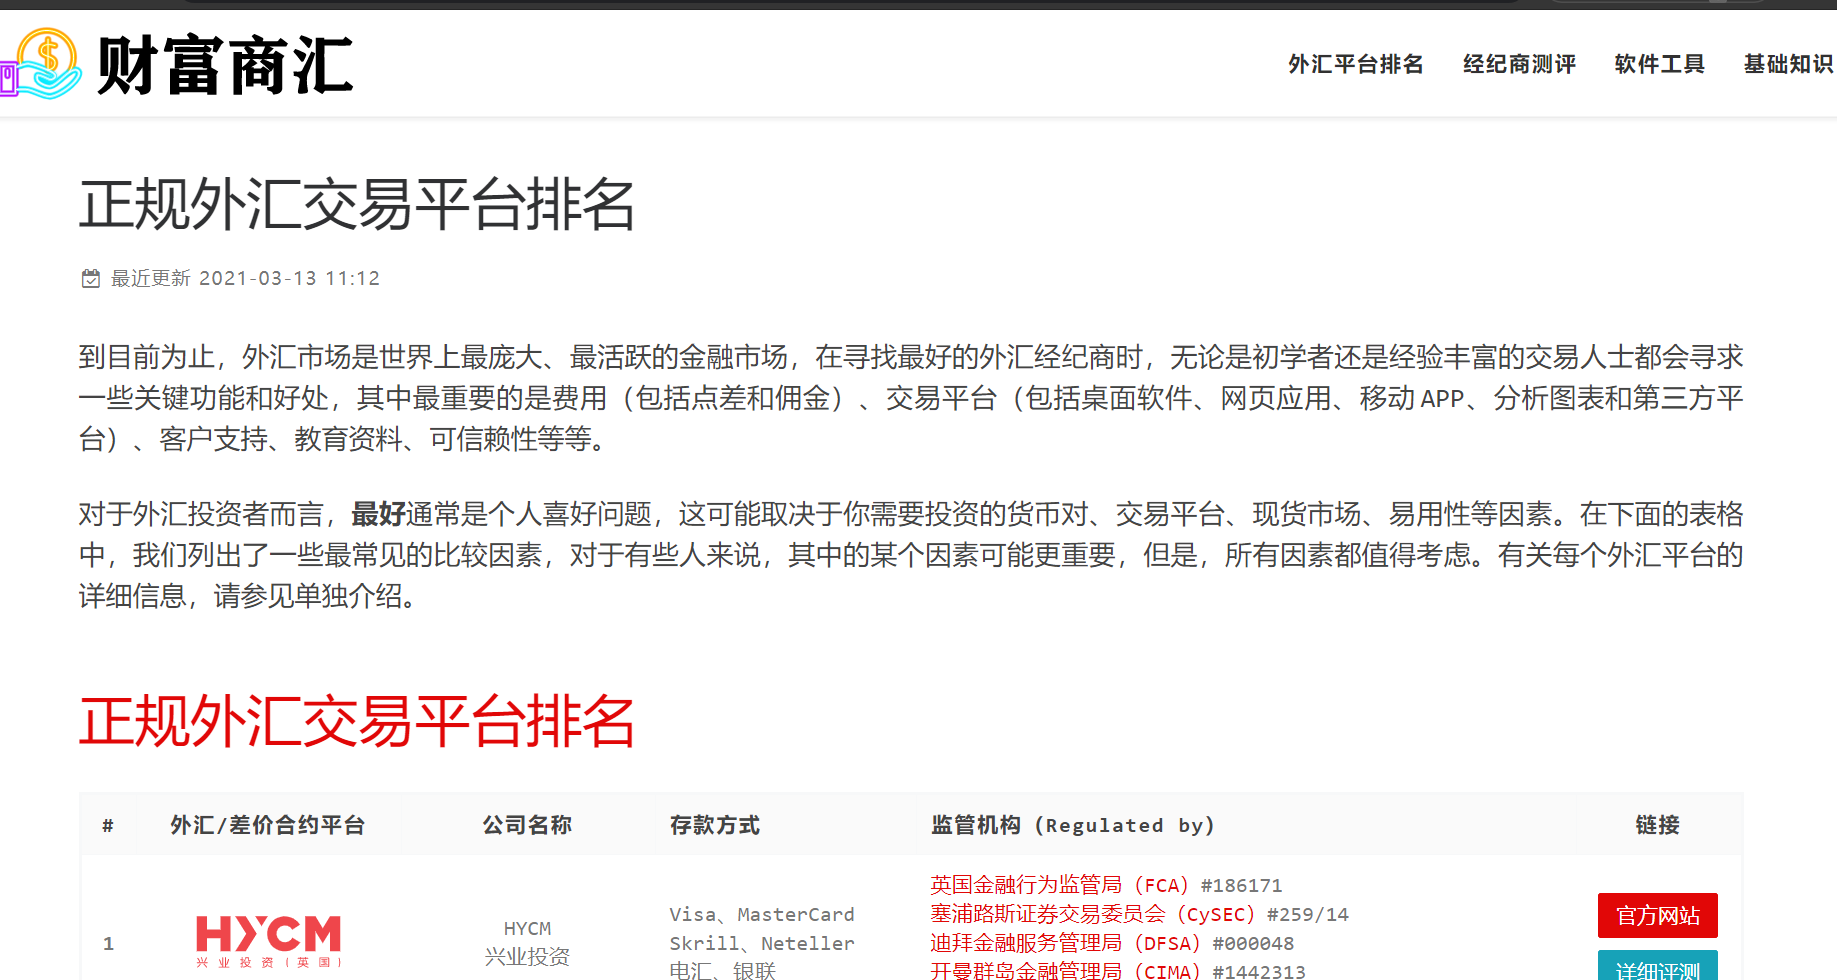 财富商汇
外汇平台排名 经纪商测评 软件工具 基础知识
正规外汇交易平台排名
最近更新 2021-03-13 11:12
到目前为止，外汇市场是世界上最庞大、最活跃的金融市场，在寻找最好的外汇经纪商时，无论是初学者还是经验丰富的交易人士都会寻求
一些关键功能和好处，其中最重要的是费用（包括点差和佣金）、交易平台（包括桌面软件、网页应用、移动 APP、分析图表和第三方平
台）、客户支持、教育资料、可信赖性等等。
对于外汇投资者而言，最好通常是个人喜好问题，这可能取决于你需要投资的货币对、交易平台、现货市场、易用性等因素。在下面的表格
中，我们列出了一些最常见的比较因素，对于有些人来说，其中的某个因素可能更重要，但是，所有因素都值得考虑。有关每个外汇平台的
详细信息，请参见单独介绍。
正规外汇交易平台排名
# 外汇/差价合约平台 公司名称 存款方式 监管机构 (Regulated by) 链接
1
HYCM
兴业投资（英国）
HYCM
兴业投资
Visa、MasterCard
Skrill、Neteller
电汇、银联
英国金融行为监管局（FCA）#186171
塞浦路斯证券交易委员会（CySEC）#259/14
迪拜金融服务管理局（DFSA）#000048
开曼群岛金融管理局（CIMA）#1442313
官方网站
详细评测